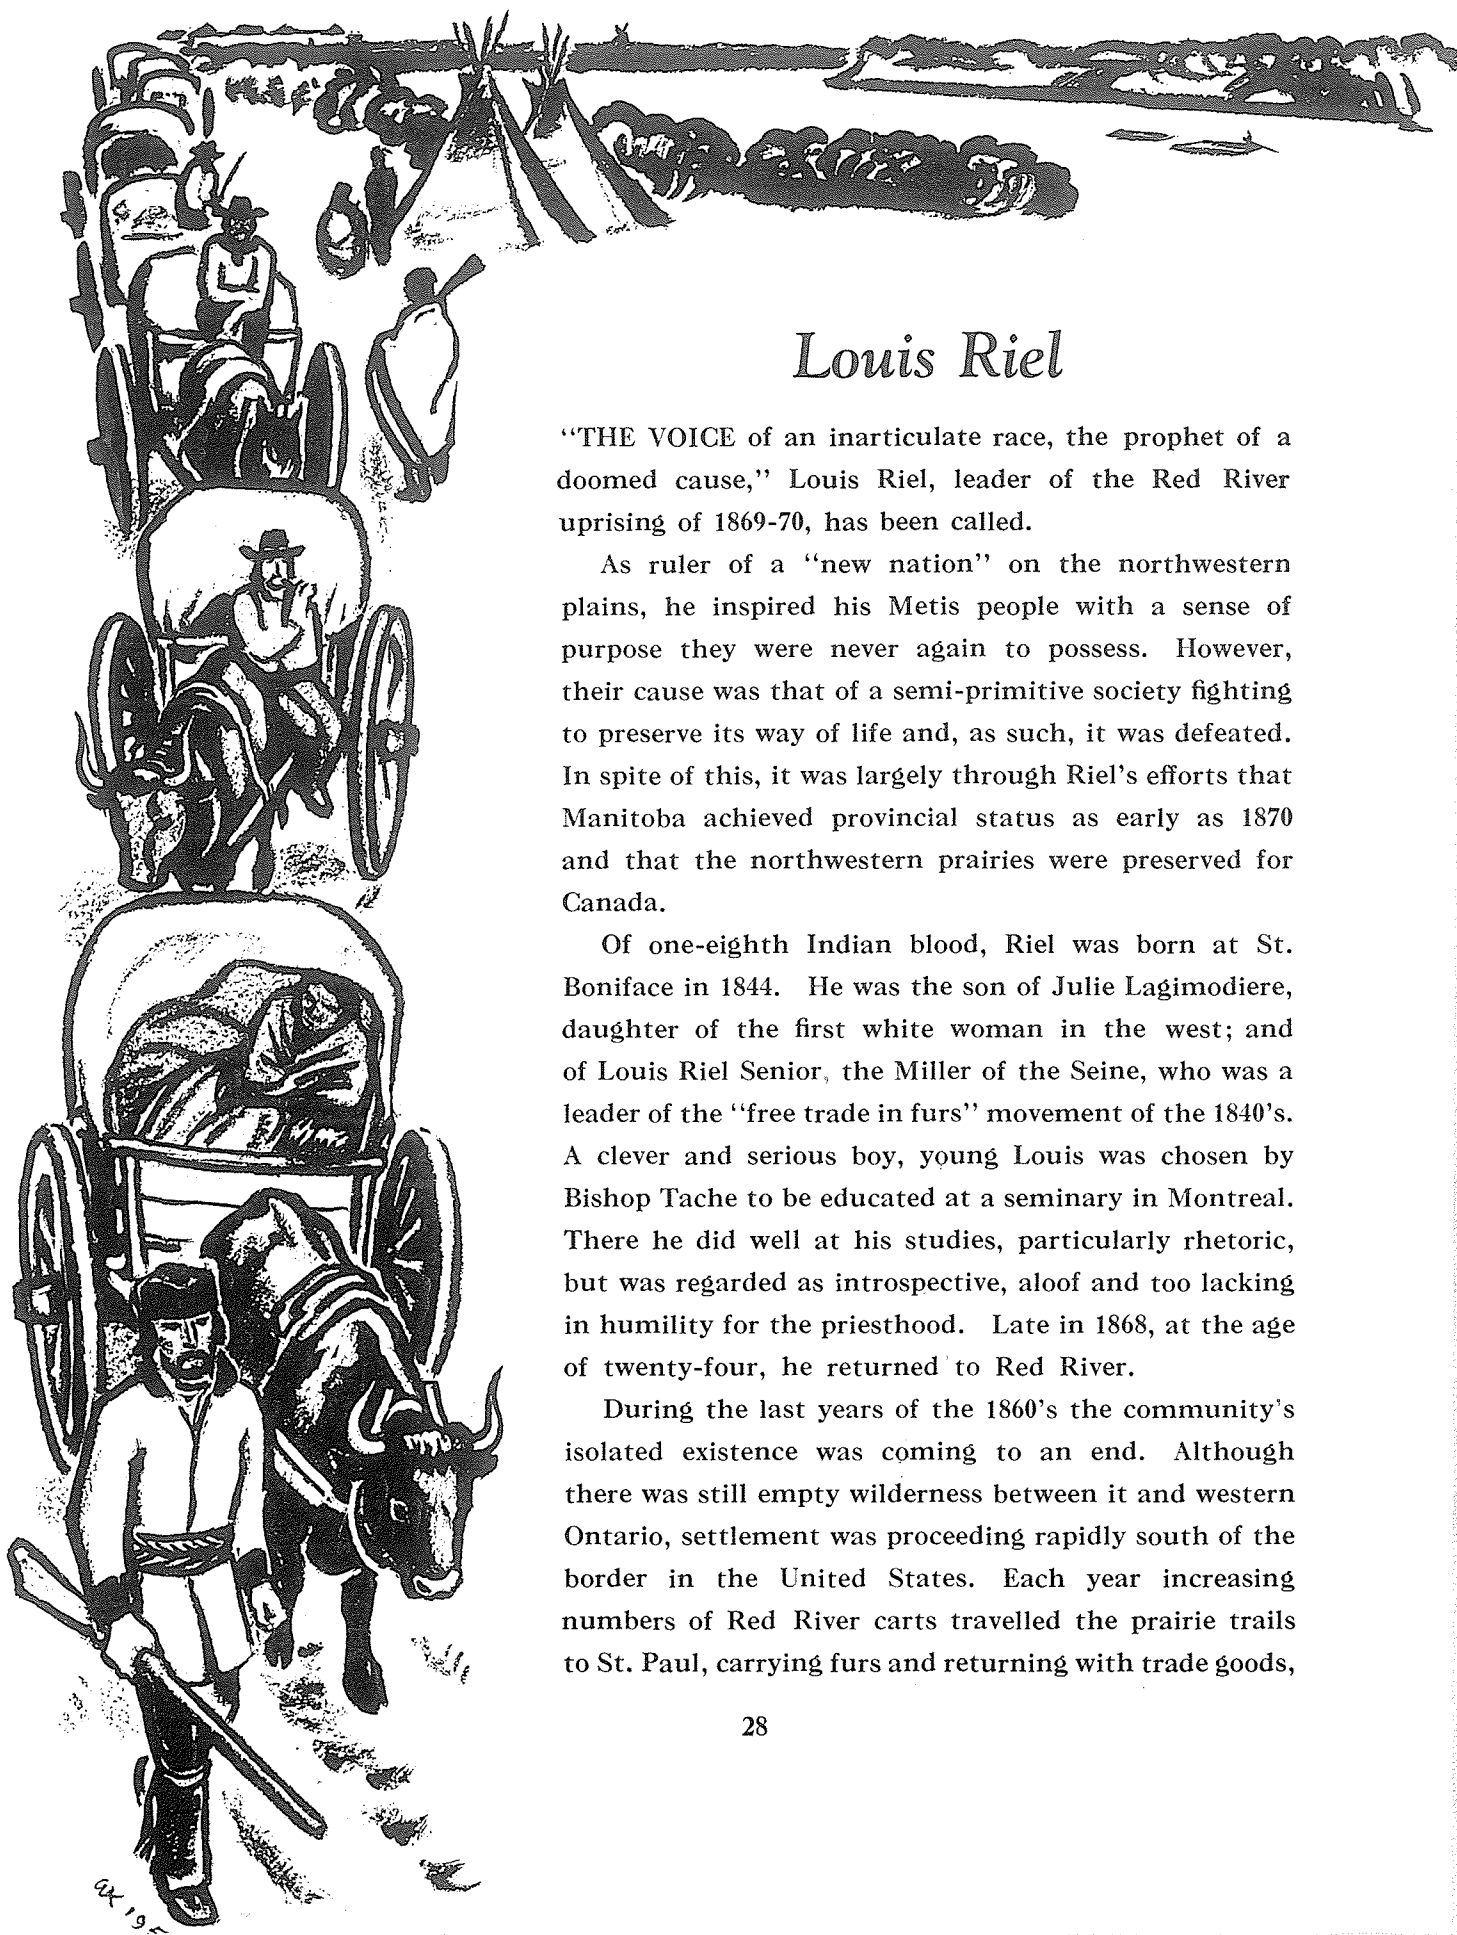 Louis Riel
“THE VOICE of an inarticulate race, the prophet of a
doomed cause,” Louis Riel, leader of the Red River
uprising of 1869-70, has been called.
As ruler of a “new nation” on the northwestern
plains, he inspired his Metis people with a sense of
purpose they were never again to possess. However,
their cause was that of a semi-primitive society fighting
to preserve its way of life and, as such, it was defeated.
In spite of this, it was largely through Riel’s efforts that
Manitoba achieved provincial status as early as 1870
and that the northwestern prairies were preserved for
Canada.
Of one-eighth Indian blood, Riel was born at St.
Boniface in 1844. He was the son of Julie Lagimodiere,
daughter of the first white woman in the west; and
of Louis Riel Senior, the Miller of the Seine, who was a
leader of the “free trade in furs” movement of the 1840’s.
A clever and serious boy, young Louis was chosen by
Bishop Tache to be educated at a seminary in Montreal.
There he did well at his studies, particularly rhetoric,
but was regarded as introspective, aloof and too lacking
in humility for the priesthood. Late in 1868, at the age
of twenty-four, he returned to Red River.
During the last years of the 1860’s the community’s
isolated existence was coming to an end. Although
there was still empty wilderness between it and western
Ontario, settlement was proceeding rapidly south of the
border in the United States. Each year increasing
numbers of Red River carts travelled the prairie trails
to St. Paul, carrying furs and returning with trade goods,
28